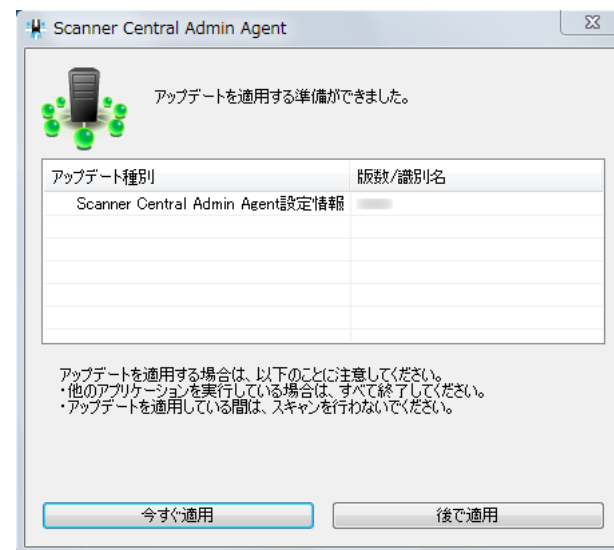 Scanner Central Admin Agent
アップデートを適用する準備ができました。
アップデート種別 版数/識別名
Scanner Central Admin Agent設定情報
アップデートを適用する場合は、以下のことに注意してください。
・他のアプリケーションを実行している場合は、すべて終了してください。
・アップデートを適用している間は、スキャンを行わないでください。
今すぐ適用 後で適用